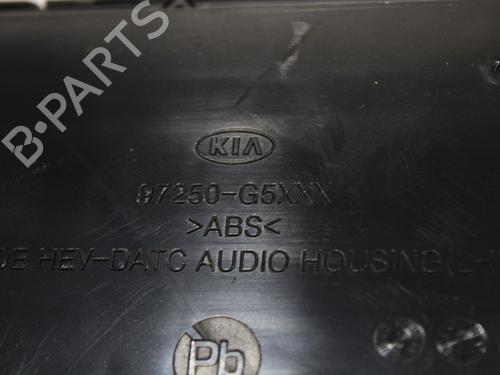 B-PARTS
KIA
97250-G5XXX
>ABS<
DE HEV-DATC AUDIO HOUSING(L-
Pb